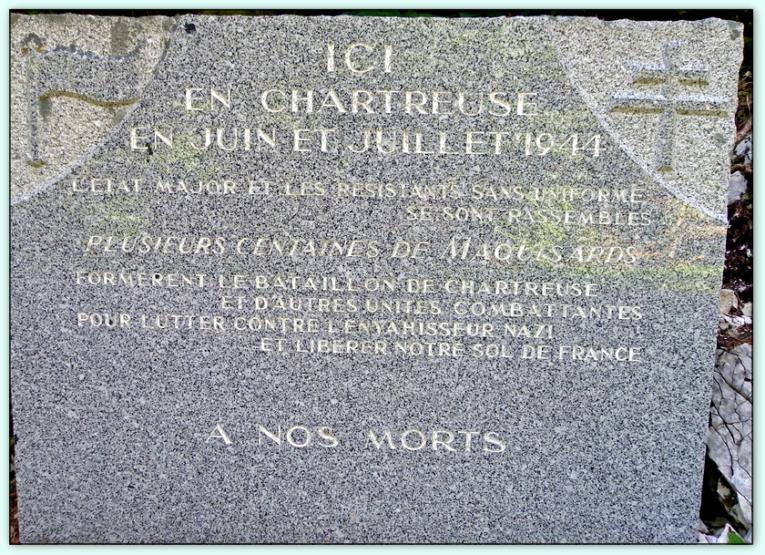 ICI
EN CHARTREUSE
EN JUIN ET JUILLET 1944
L'ETAT MAJOR ET LES RESISTANTS SANS UNIFORME
SE SONT RASSEMBLES
PLUSIEURS CENTAINES DE MAQUISARDS
FORMERENT LE BATAILLON DE CHARTREUSE
ET D'AUTRES UNITES COMBATTANTES
POUR LUTTER CONTRE L'ENVAHISSEUR NAZI
ET LIBERER NOTRE SOL DE FRANCE
A NOS MORTS